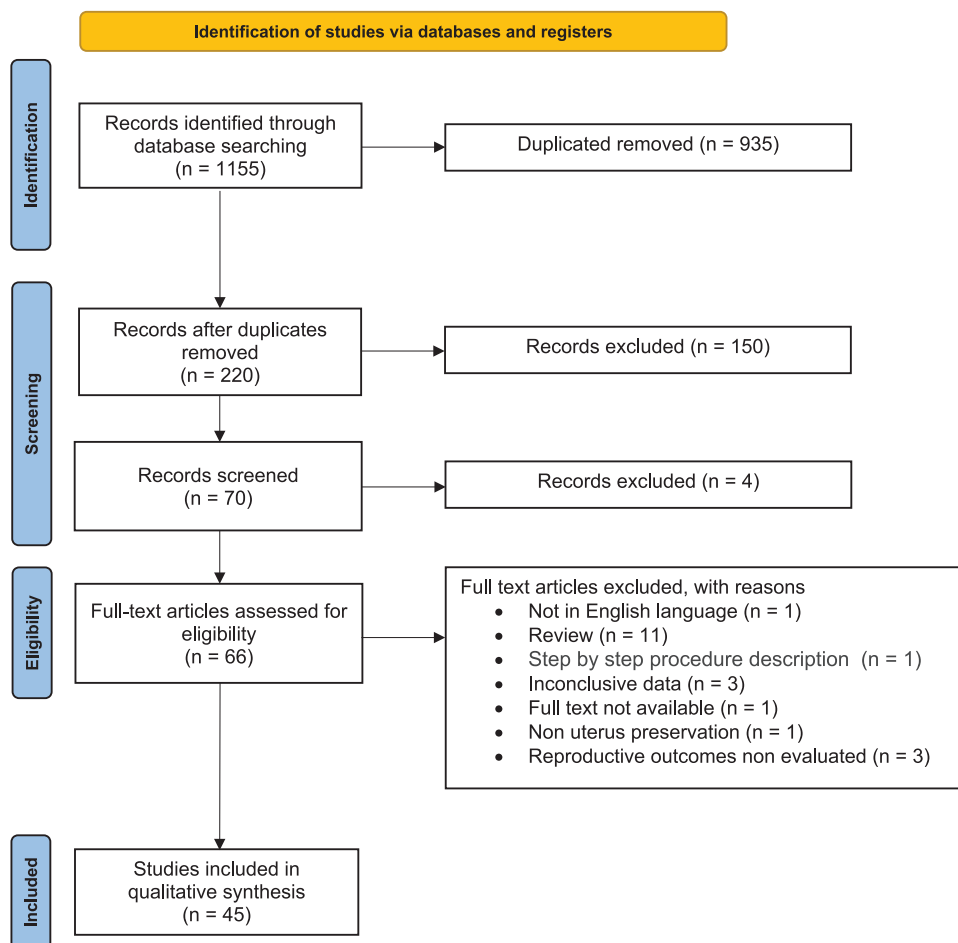 Identification of studies via databases and registers
Identification
Records identified through
database searching
(n = 1155)
Duplicated removed (n = 935)
Screening
Records after duplicates
removed
(n = 220)
Records excluded (n = 150)
Records screened
(n = 70)
Records excluded (n = 4)
Eligibility
Full-text articles assessed for
eligibility
(n = 66)
Full text articles excluded, with reasons
• Not in English language (n = 1)
• Review (n = 11)
• Step by step procedure description (n = 1)
• Inconclusive data (n = 3)
• Full text not available (n = 1)
• Non uterus preservation (n = 1)
• Reproductive outcomes non evaluated (n = 3)
Included
Studies included in
qualitative synthesis
(n = 45)